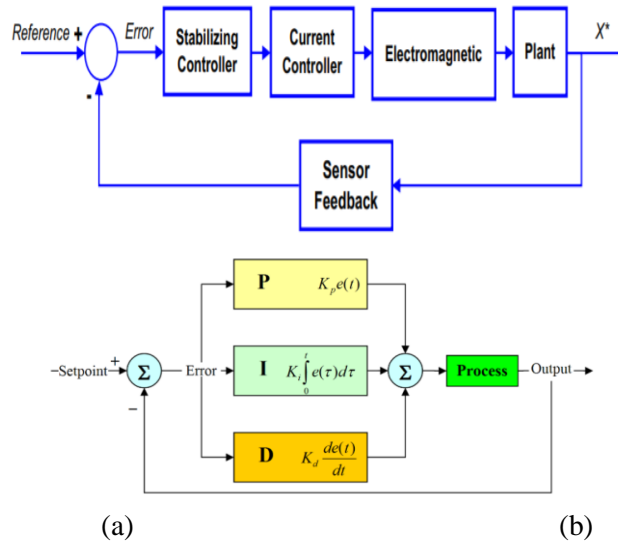 Reference + Error
Stabilizing
Controller
Current
Controller
Electromagnetic
Plant
X*
-
Sensor
Feedback
P K_p e(t)
−Setpoint + Σ Error I K_i ∫_0^t e(τ)dτ Σ Process Output
−
D K_d de(t)/dt
(a) (b)